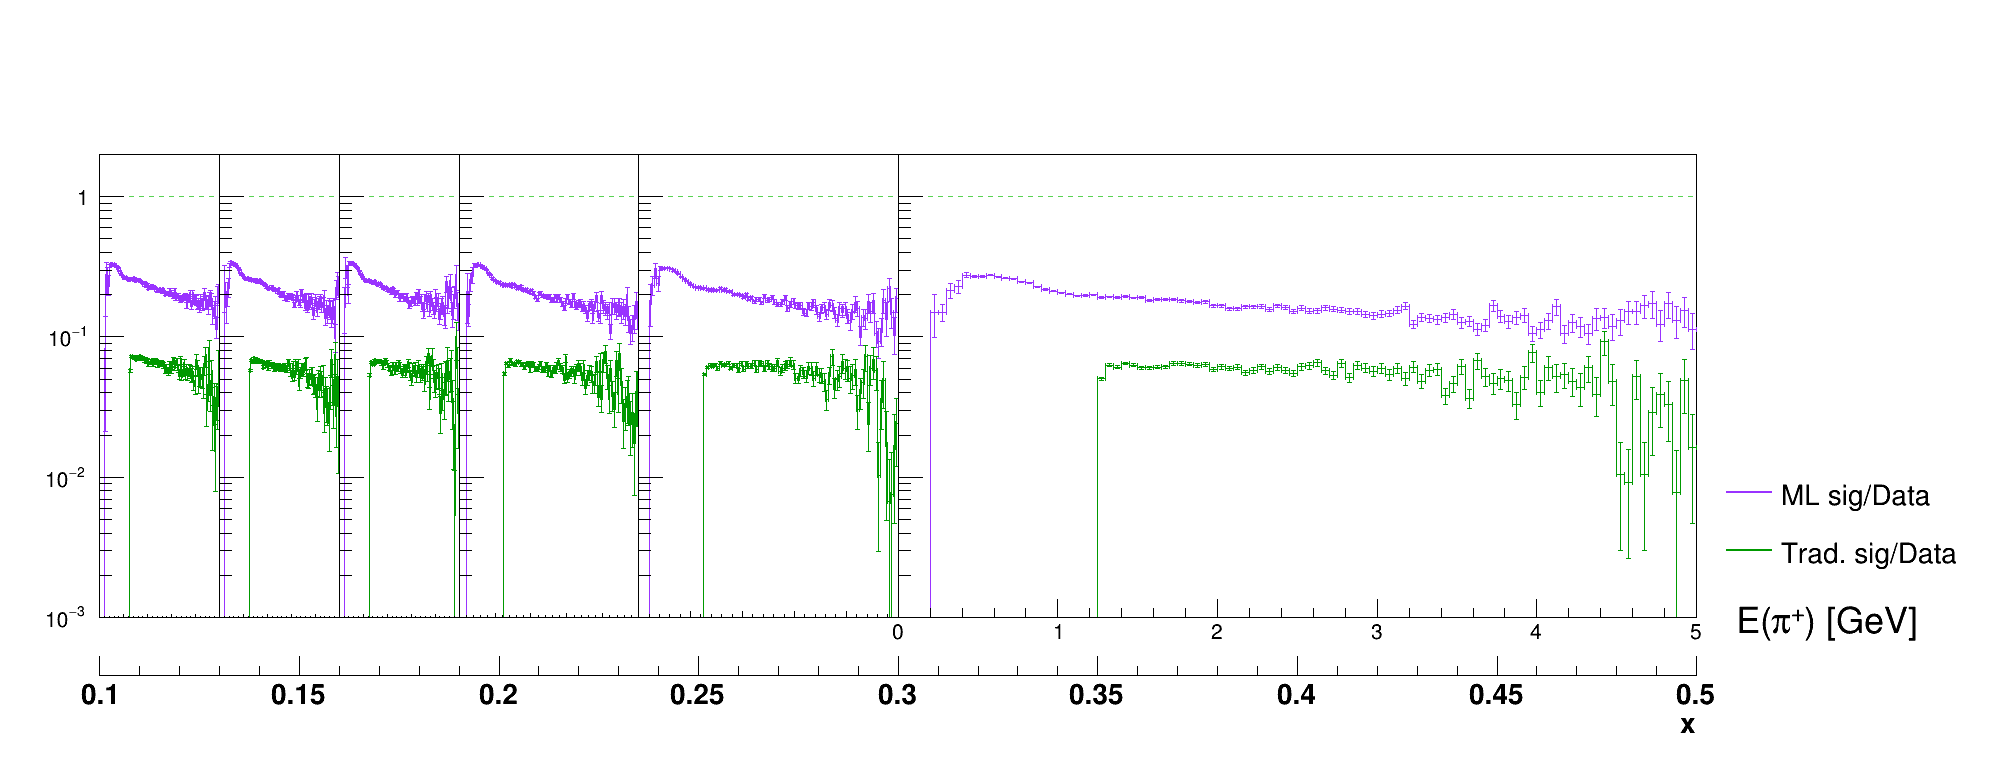 1
10⁻¹
10⁻²
10⁻³
ML sig/Data
Trad. sig/Data
0 1 2 3 4 5
E(π⁺) [GeV]
0.1 0.15 0.2 0.25 0.3 0.35 0.4 0.45 0.5
x